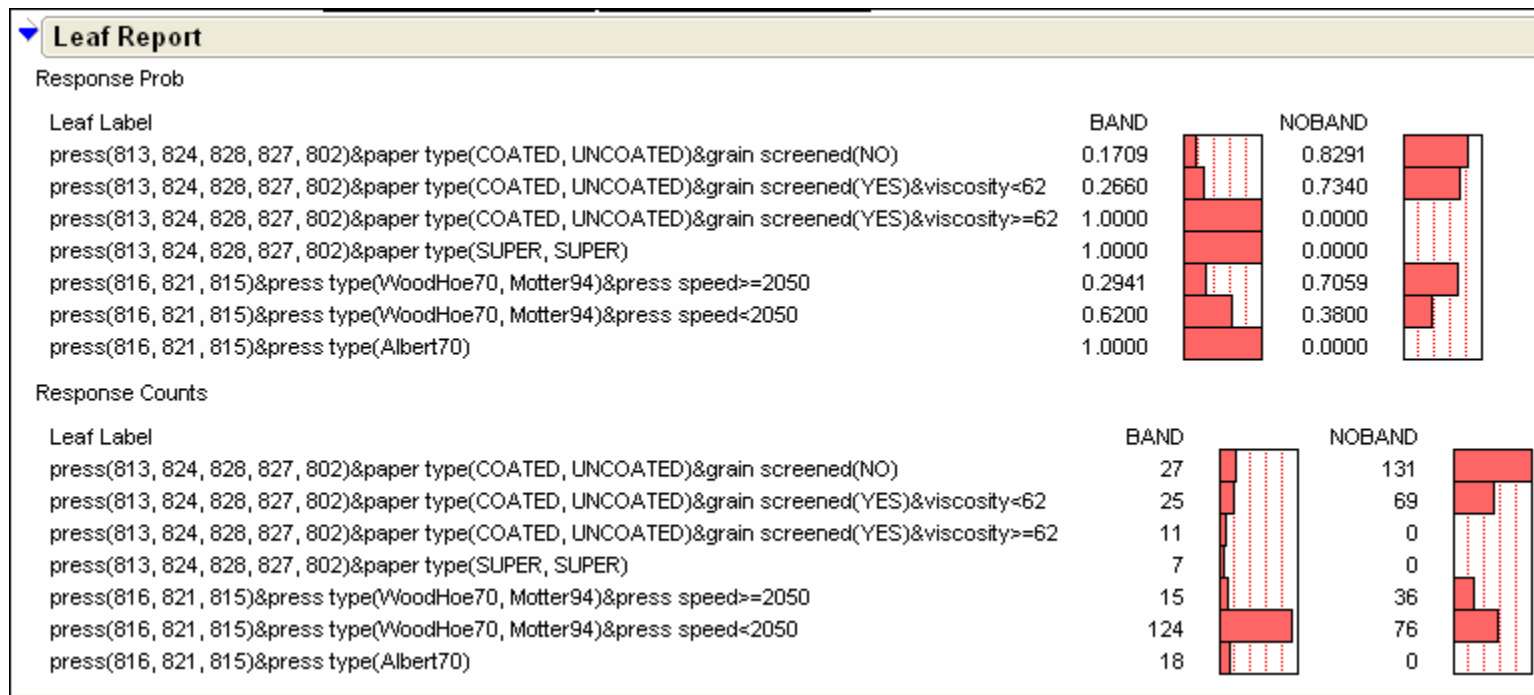 Leaf Report
Response Prob
Leaf Label BAND NOBAND
press(813, 824, 828, 827, 802)&paper type(COATED, UNCOATED)&grain screened(NO) 0.1709 0.8291
press(813, 824, 828, 827, 802)&paper type(COATED, UNCOATED)&grain screened(YES)&viscosity<62 0.2660 0.7340
press(813, 824, 828, 827, 802)&paper type(COATED, UNCOATED)&grain screened(YES)&viscosity>=62 1.0000 0.0000
press(813, 824, 828, 827, 802)&paper type(SUPER, SUPER) 1.0000 0.0000
press(816, 821, 815)&press type(WoodHoe70, Motter94)&press speed>=2050 0.2941 0.7059
press(816, 821, 815)&press type(WoodHoe70, Motter94)&press speed<2050 0.6200 0.3800
press(816, 821, 815)&press type(Albert70) 1.0000 0.0000
Response Counts
Leaf Label BAND NOBAND
press(813, 824, 828, 827, 802)&paper type(COATED, UNCOATED)&grain screened(NO) 27 131
press(813, 824, 828, 827, 802)&paper type(COATED, UNCOATED)&grain screened(YES)&viscosity<62 25 69
press(813, 824, 828, 827, 802)&paper type(COATED, UNCOATED)&grain screened(YES)&viscosity>=62 11 0
press(813, 824, 828, 827, 802)&paper type(SUPER, SUPER) 7 0
press(816, 821, 815)&press type(WoodHoe70, Motter94)&press speed>=2050 15 36
press(816, 821, 815)&press type(WoodHoe70, Motter94)&press speed<2050 124 76
press(816, 821, 815)&press type(Albert70) 18 0